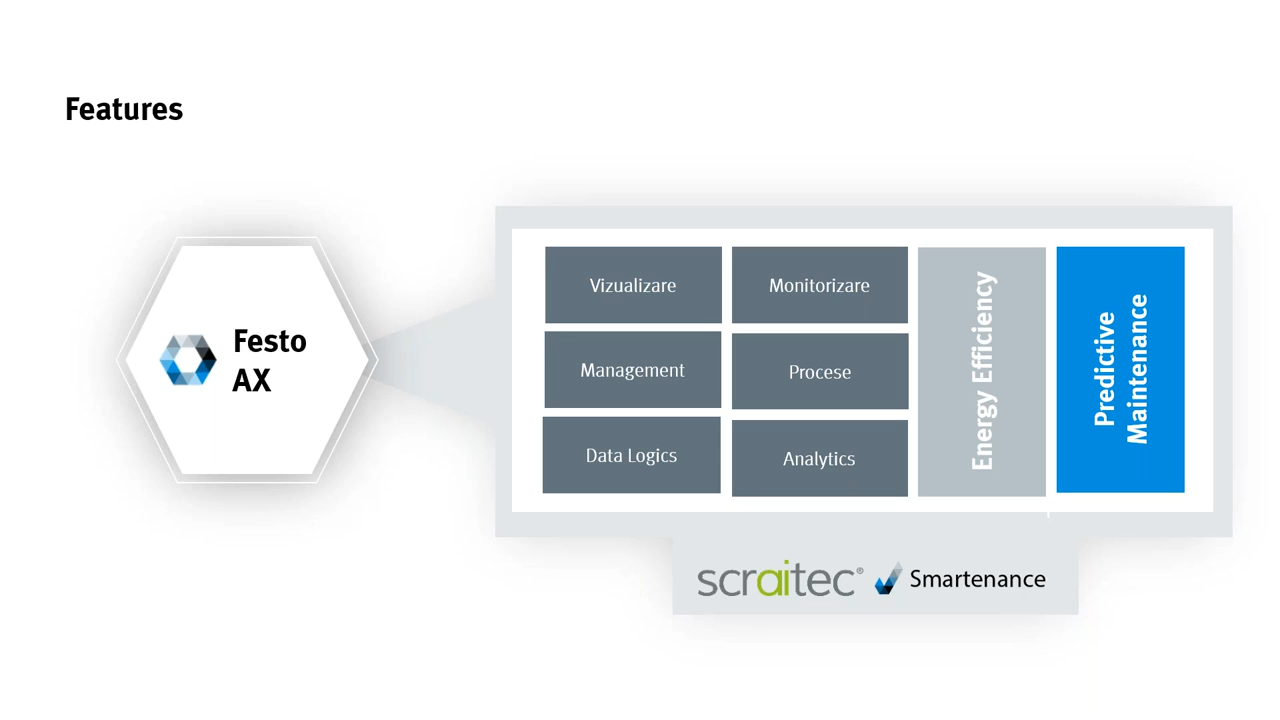 Features
Festo
AX
Vizualizare
Monitorizare
Management
Procese
Data Logics
Analytics
Energy Efficiency
Predictive
Maintenance
scraitec®
Smartenance